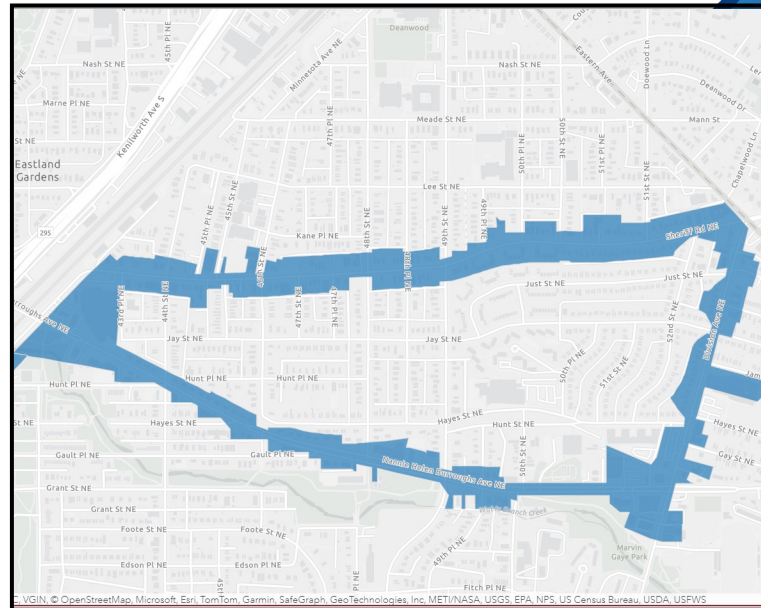 Deanwood
45th Pl NE
Nash St NE
Minnesota Ave NE
Nash St NE
Eastern Ave
Doewood Ln
Deanwood Dr
Marne Pl NE
Kenilworth Ave S
47th Pl NE
Meade St NE
50th Pl NE
50th St NE
51st Pl NE
Mann St
Chapelwood Ln
St NE
Eastland
Gardens
45th Pl NE
45th St NE
Lee St NE
49th Pl NE
51st St NE
295
Kane Pl NE
48th St NE
49th St NE
Sheriff Rd NE
43rd Pl NE
44th St NE
47th St NE
47th Pl NE
Just St NE
Just St NE
52nd St NE
Division Ave NE
urroughs Ave NE
Jay St NE
Jay St NE
Hunt Pl NE
Hunt Pl NE
Hunt Pl NE
50th Pl NE
51st St NE
Jam
St NE
Hayes St NE
Hayes St NE
Hunt St NE
Hayes St NE
Gault Pl NE
Gault Pl NE
Nannie Helen Burroughs Ave NE
50th St NE
Gay St NE
Grant St NE
Grant St NE
Foote St NE
Foote St NE
Edson Pl NE
Edson Pl NE
49th Pl NE
Fitch Pl NE
Marvin
Gaye Park
C, VGIN, © OpenStreetMap, Microsoft, Esri, TomTom, Garmin, SafeGraph, GeoTechnologies, Inc, METI/NASA, USGS, EPA, NPS, US Census Bureau, USDA, USFWS